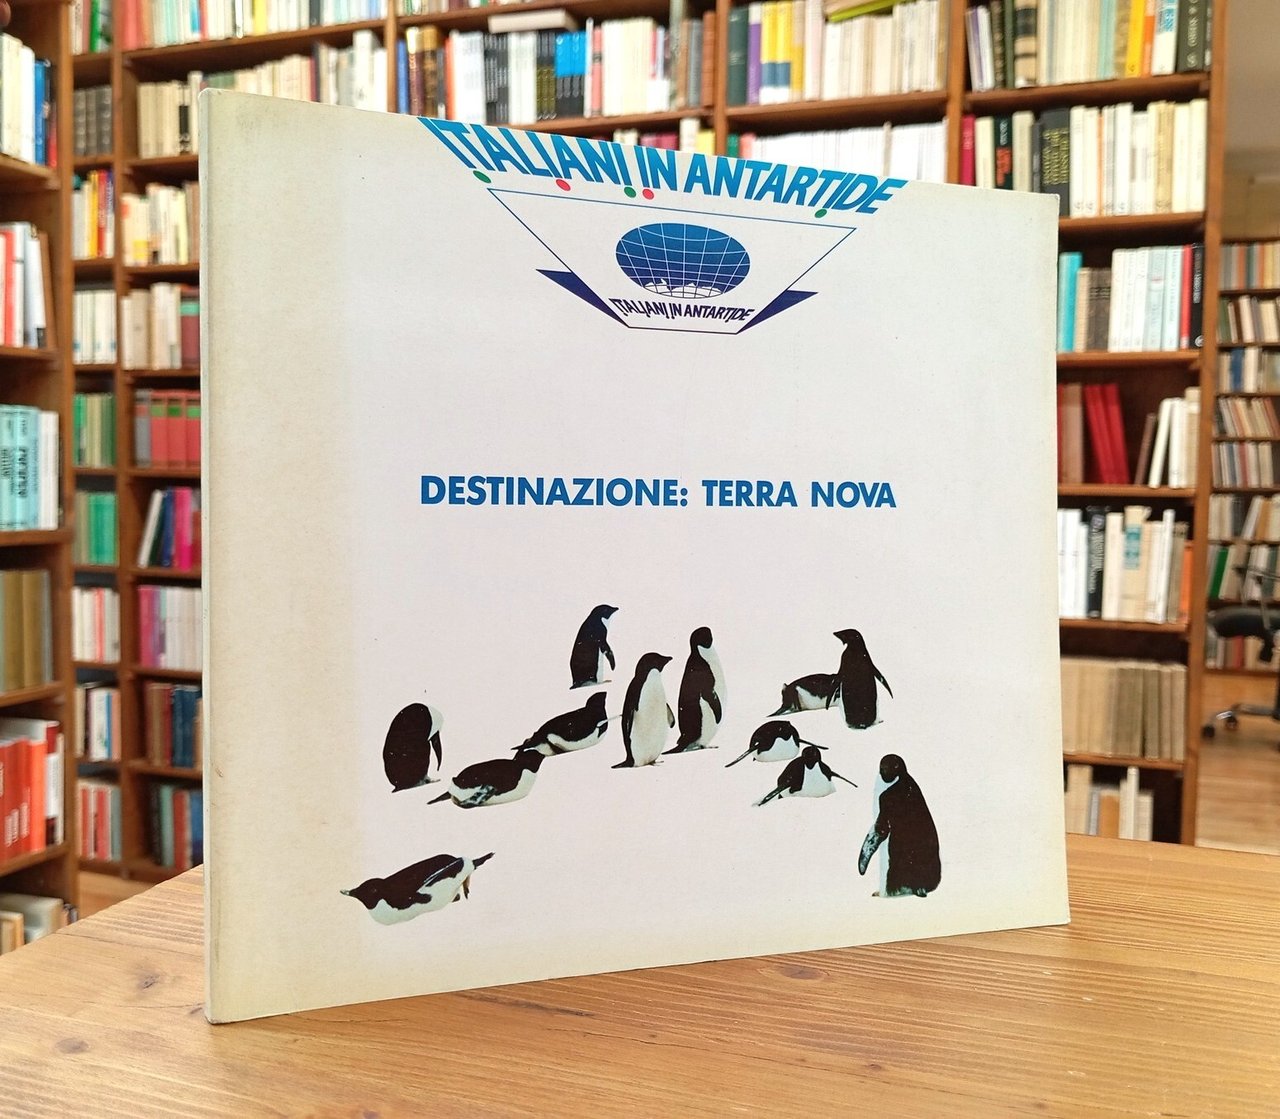 ITALIANI IN ANTARTIDE
ITALIANI IN ANTARTIDE
DESTINAZIONE: TERRA NOVA